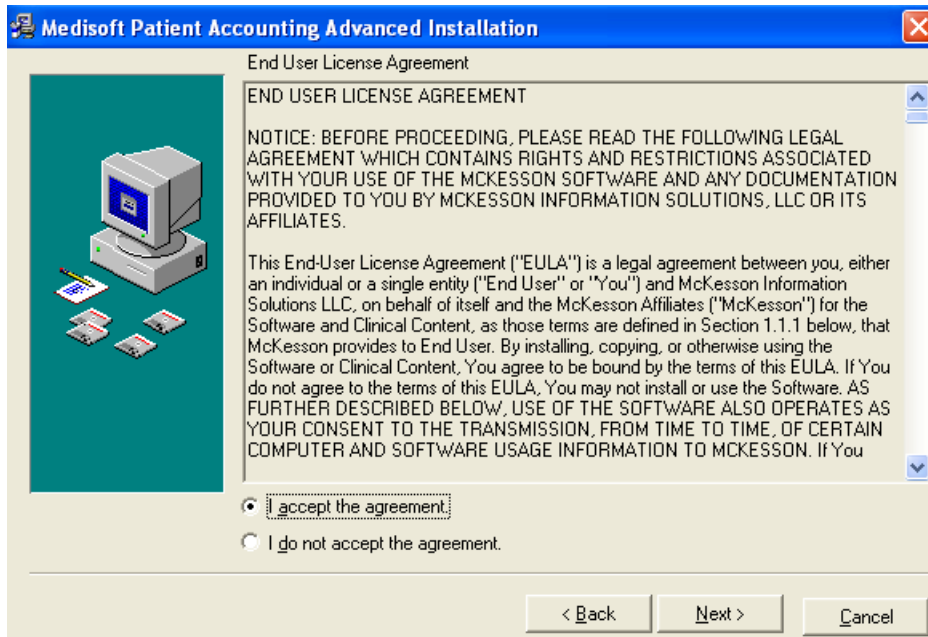 Medisoft Patient Accounting Advanced Installation
End User License Agreement
END USER LICENSE AGREEMENT
NOTICE: BEFORE PROCEEDING, PLEASE READ THE FOLLOWING LEGAL
AGREEMENT WHICH CONTAINS RIGHTS AND RESTRICTIONS ASSOCIATED
WITH YOUR USE OF THE MCKESSON SOFTWARE AND ANY DOCUMENTATION
PROVIDED TO YOU BY MCKESSON INFORMATION SOLUTIONS, LLC OR ITS
AFFILIATES.
This End-User License Agreement ("EULA") is a legal agreement between you, either
an individual or a single entity ("End User" or "You") and McKesson Information
Solutions LLC, on behalf of itself and the McKesson Affiliates ("McKesson") for the
Software and Clinical Content, as those terms are defined in Section 1.1.1 below, that
McKesson provides to End User. By installing, copying, or otherwise using the
Software or Clinical Content, You agree to be bound by the terms of this EULA. If You
do not agree to the terms of this EULA, You may not install or use the Software. AS
FURTHER DESCRIBED BELOW, USE OF THE SOFTWARE ALSO OPERATES AS
YOUR CONSENT TO THE TRANSMISSION, FROM TIME TO TIME, OF CERTAIN
COMPUTER AND SOFTWARE USAGE INFORMATION TO MCKESSON. If You
I accept the agreement.
I do not accept the agreement.
< Back Next > Cancel